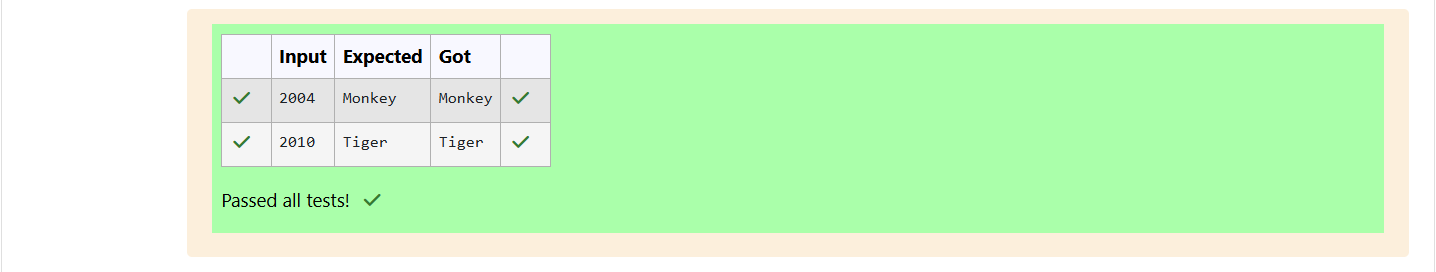 Input Expected Got
2004 Monkey Monkey
2010 Tiger Tiger
Passed all tests!